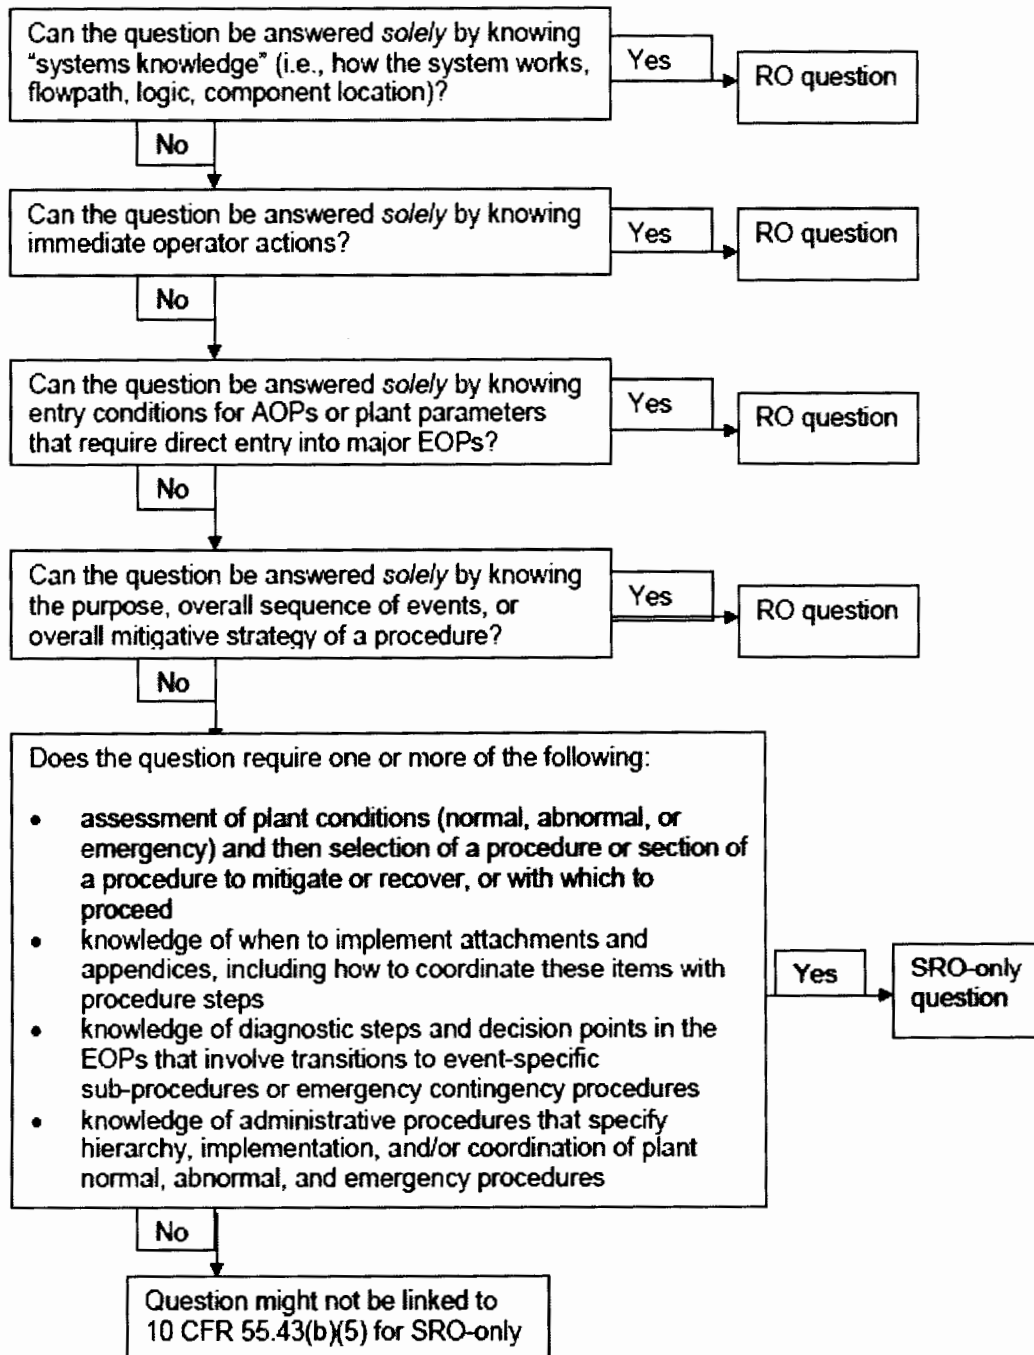 Can the question be answered solely by knowing
"systems knowledge" (i.e., how the system works,
flowpath, logic, component location)?
Yes
RO question
No
Can the question be answered solely by knowing
immediate operator actions?
Yes
RO question
No
Can the question be answered solely by knowing
entry conditions for AOPs or plant parameters
that require direct entry into major EOPs?
Yes
RO question
No
Can the question be answered solely by knowing
the purpose, overall sequence of events, or
overall mitigative strategy of a procedure?
Yes
RO question
No
Does the question require one or more of the following:
• assessment of plant conditions (normal, abnormal, or
emergency) and then selection of a procedure or section of
a procedure to mitigate or recover, or with which to
proceed
• knowledge of when to implement attachments and
appendices, including how to coordinate these items with
procedure steps
• knowledge of diagnostic steps and decision points in the
EOPs that involve transitions to event-specific
sub-procedures or emergency contingency procedures
• knowledge of administrative procedures that specify
hierarchy, implementation, and/or coordination of plant
normal, abnormal, and emergency procedures
Yes
SRO-only
question
No
Question might not be linked to
10 CFR 55.43(b)(5) for SRO-only